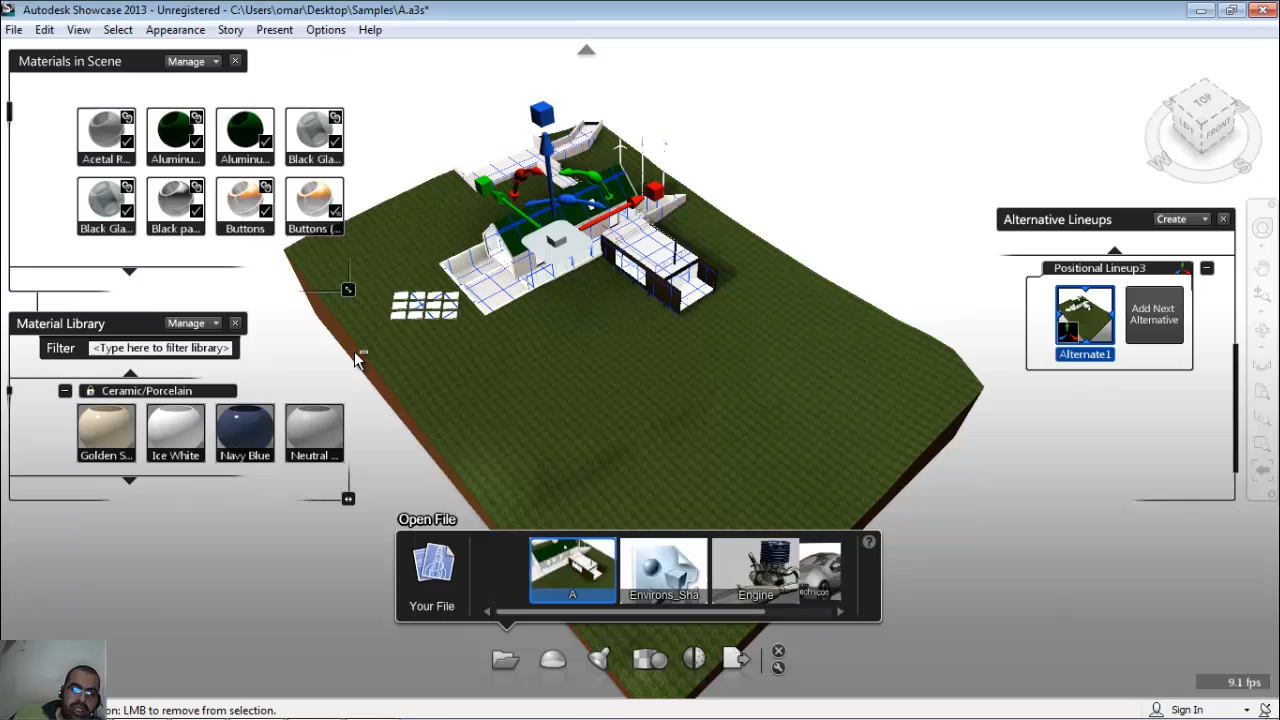 Autodesk Showcase 2013 - Unregistered - C:\Users\omar\Desktop\Samples\A.a3s*
File Edit View Select Appearance Story Present Options Help
Materials in Scene Manage
Acetal R... Aluminu... Aluminu... Black Gla...
Black Gla... Black pa... Buttons Buttons (...
Material Library Manage
Filter <Type here to filter library>
Ceramic/Porcelain
Golden S... Ice White Navy Blue Neutral ...
TOP
LEFT FRONT
W S
Alternative Lineups Create
Positional Lineup3
Add Next
Alternative
Alternate1
Open File
Your File
A Environs_Sha Engine
?
9.1 fps
on: LMB to remove from selection.
Sign In